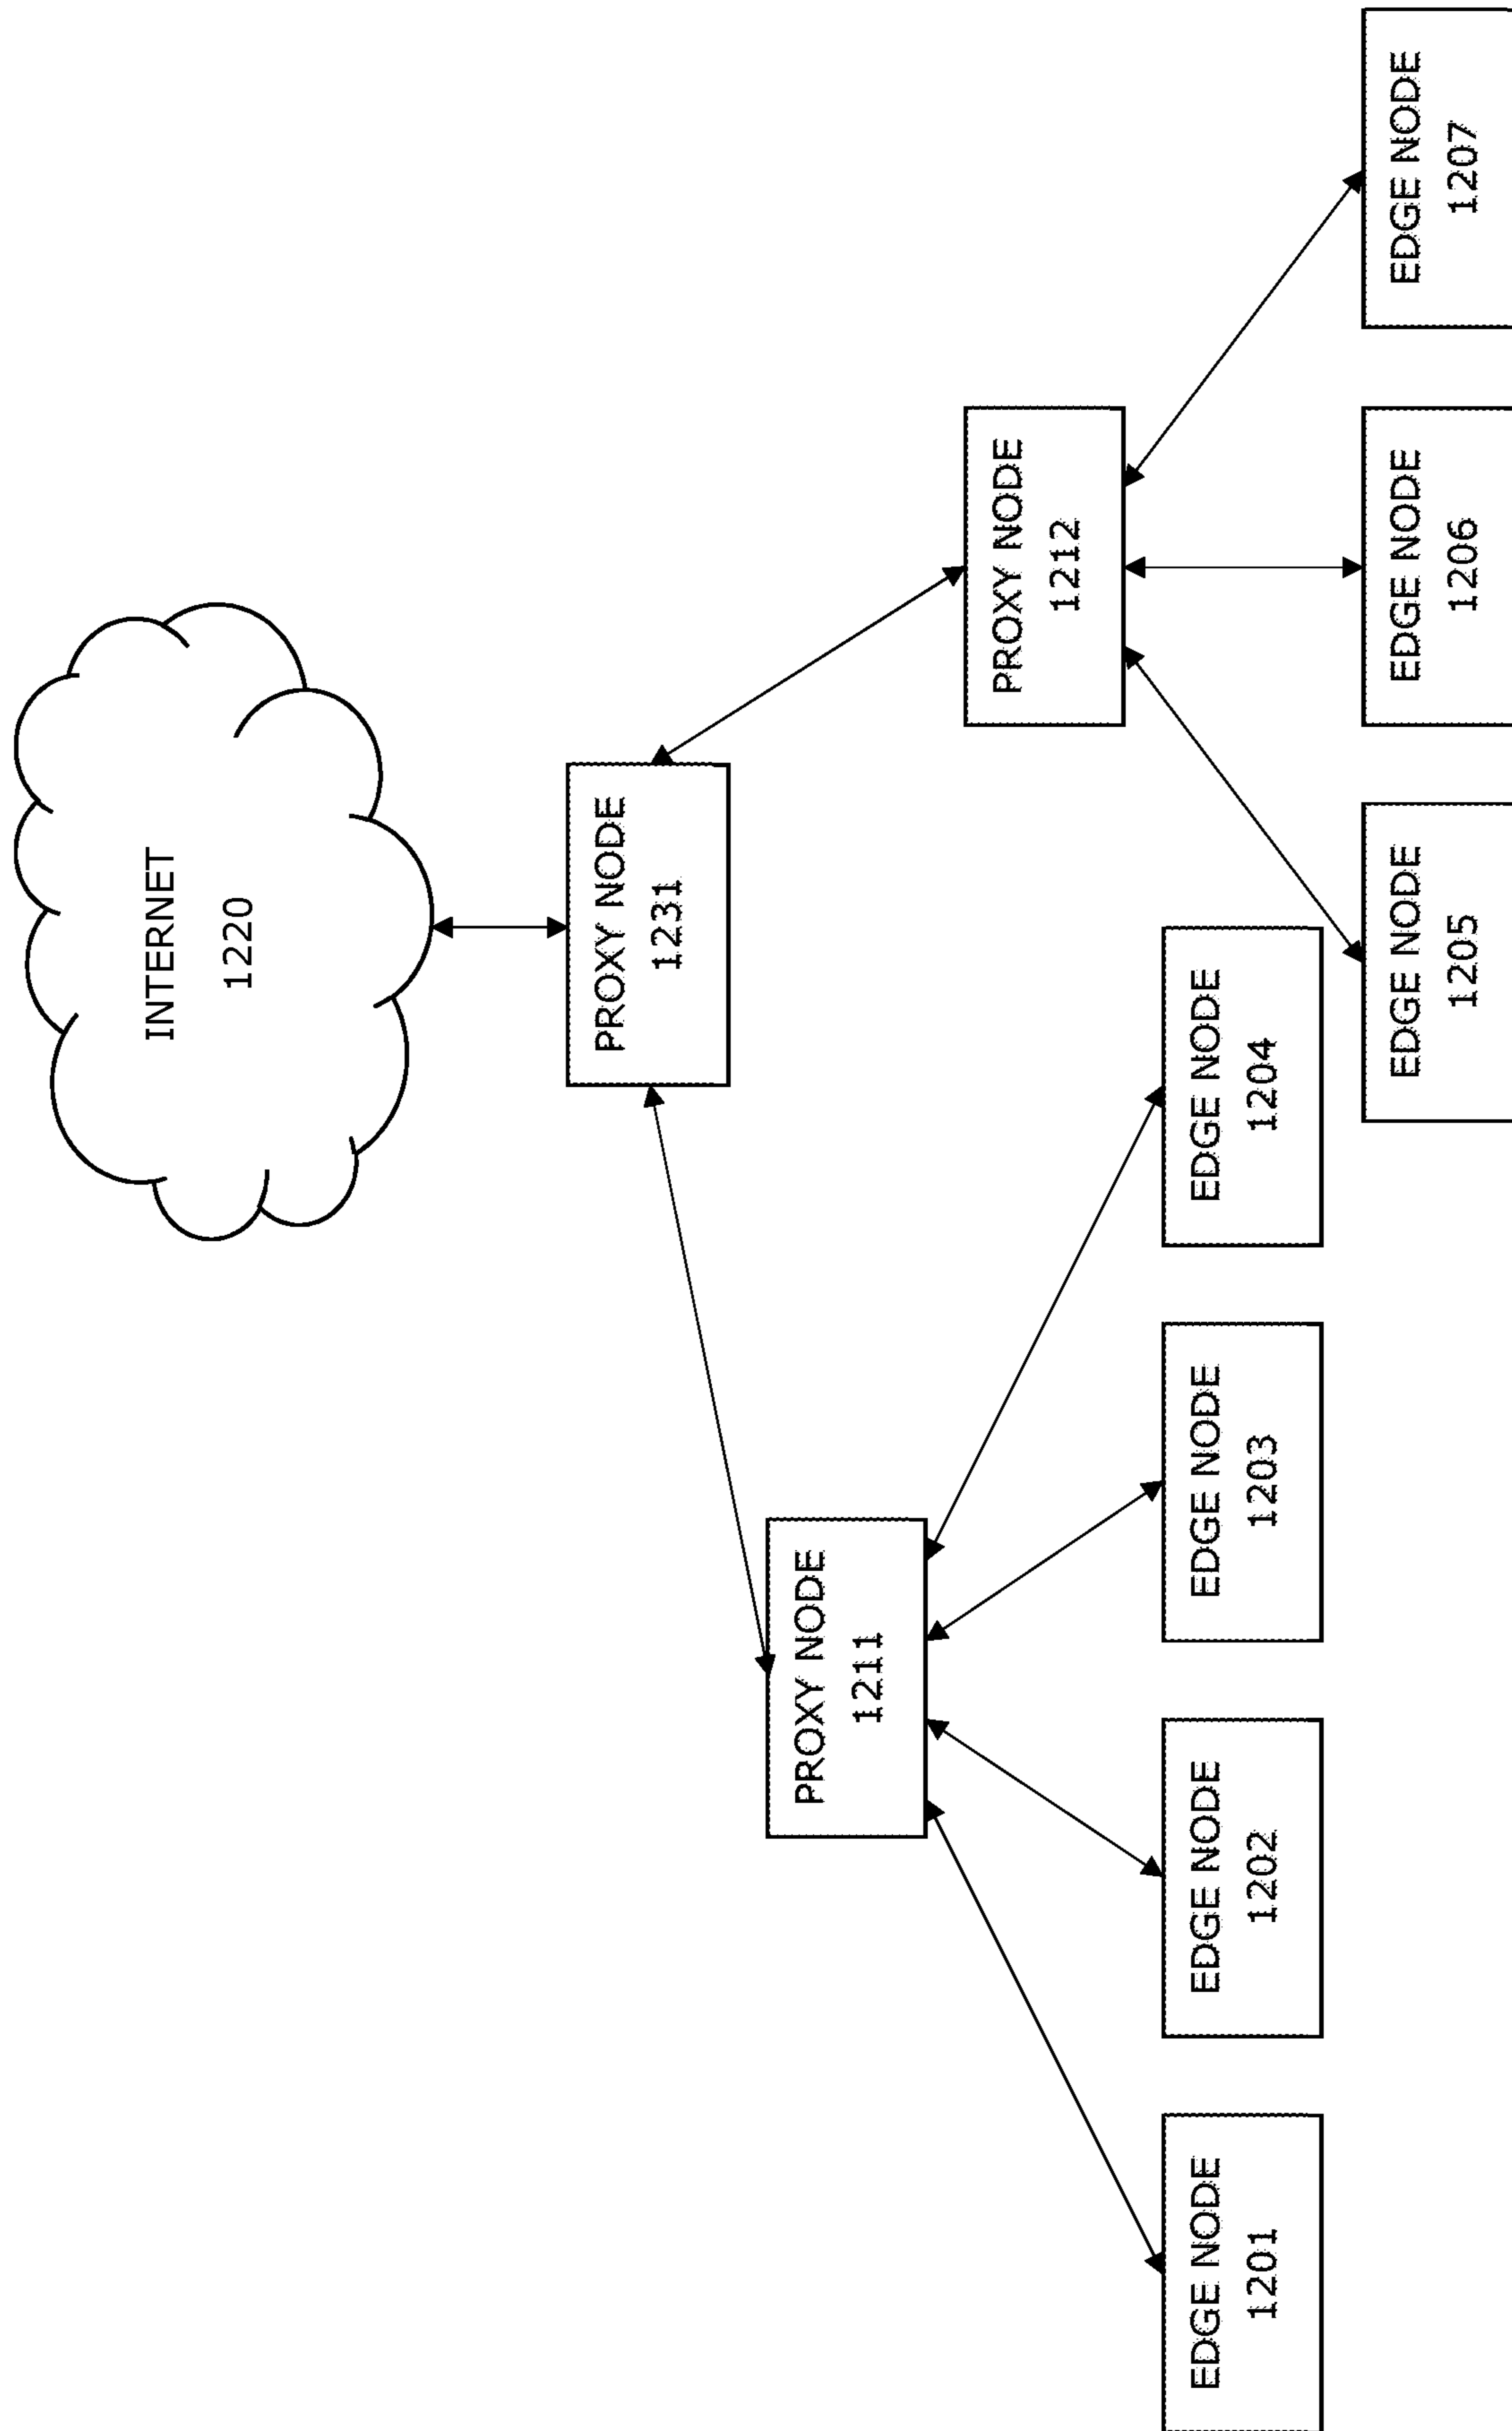 INTERNET
1220
PROXY NODE
1231
PROXY NODE
1211
PROXY NODE
1212
EDGE NODE
1201
EDGE NODE
1202
EDGE NODE
1203
EDGE NODE
1204
EDGE NODE
1205
EDGE NODE
1206
EDGE NODE
1207